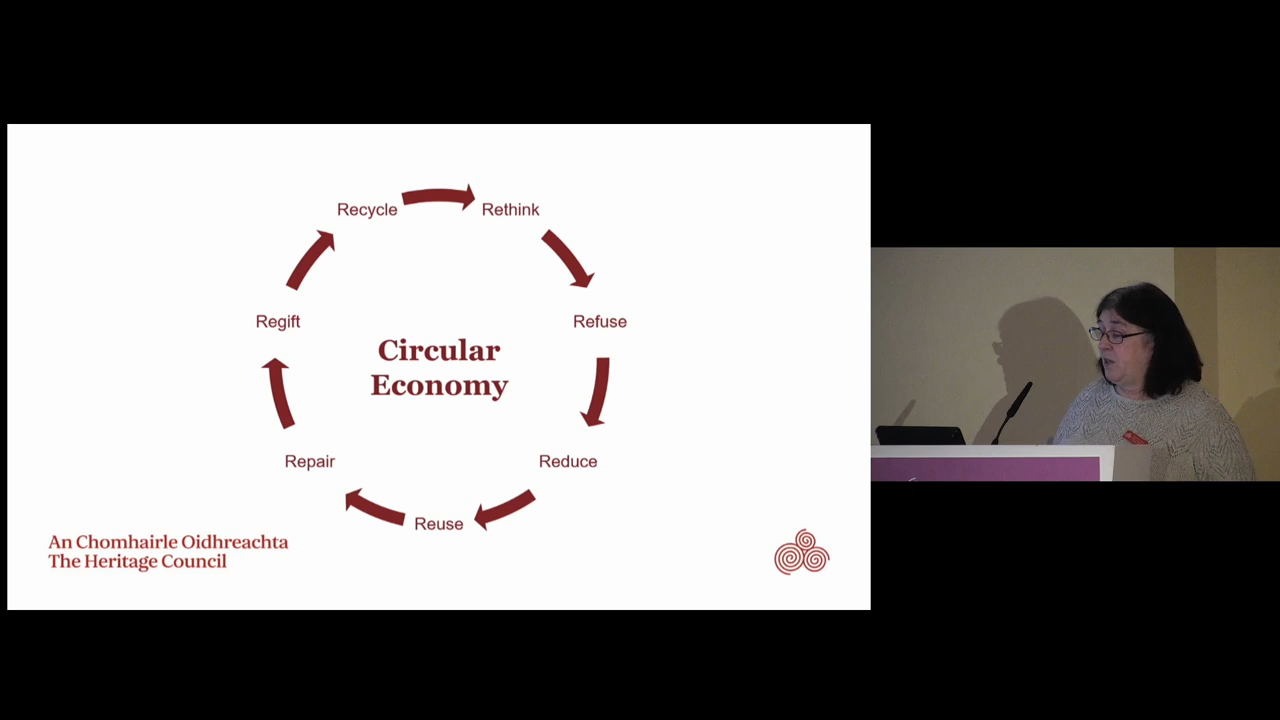 Recycle
Rethink
Regift
Refuse
Circular
Economy
Repair
Reduce
Reuse
An Chomhairle Oidhreachta
The Heritage Council